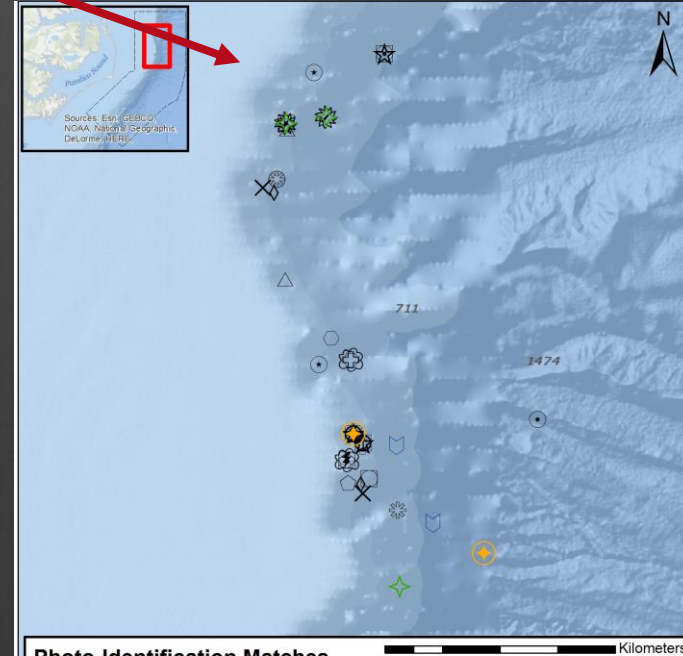 Pamlico Sound
Sources: Esri, GEBCO,
NOAA, National Geographic,
DeLorme, HERE,
N
711
1474
Photo-Identification Matches
Kilometers